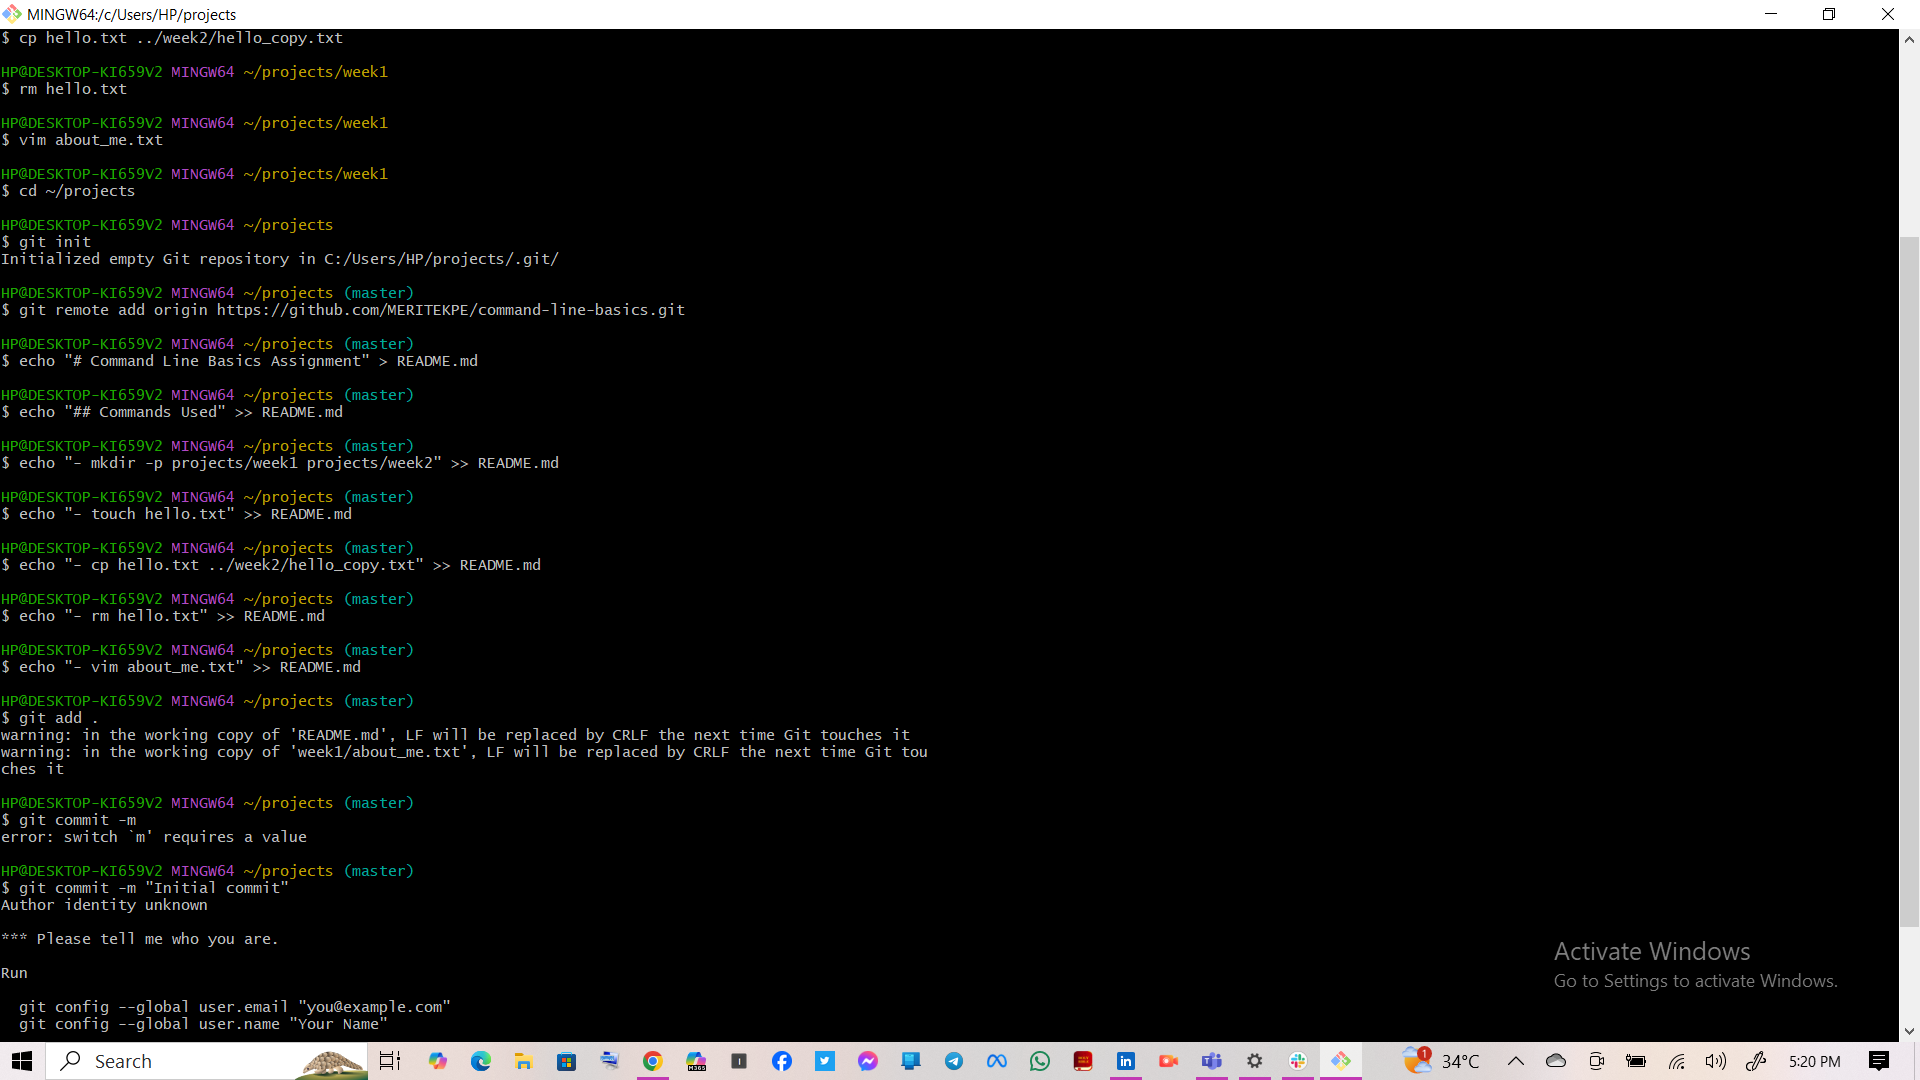 MINGW64:/c/Users/HP/projects
$ cp hello.txt ../week2/hello_copy.txt
HP@DESKTOP-KI659V2 MINGW64 ~/projects/week1
$ rm hello.txt
HP@DESKTOP-KI659V2 MINGW64 ~/projects/week1
$ vim about_me.txt
HP@DESKTOP-KI659V2 MINGW64 ~/projects/week1
$ cd ~/projects
HP@DESKTOP-KI659V2 MINGW64 ~/projects
$ git init
Initialized empty Git repository in C:/Users/HP/projects/.git/
HP@DESKTOP-KI659V2 MINGW64 ~/projects (master)
$ git remote add origin https://github.com/MERITEKPE/command-line-basics.git
HP@DESKTOP-KI659V2 MINGW64 ~/projects (master)
$ echo "# Command Line Basics Assignment" > README.md
HP@DESKTOP-KI659V2 MINGW64 ~/projects (master)
$ echo "## Commands Used" >> README.md
HP@DESKTOP-KI659V2 MINGW64 ~/projects (master)
$ echo "- mkdir -p projects/week1 projects/week2" >> README.md
HP@DESKTOP-KI659V2 MINGW64 ~/projects (master)
$ echo "- touch hello.txt" >> README.md
HP@DESKTOP-KI659V2 MINGW64 ~/projects (master)
$ echo "- cp hello.txt ../week2/hello_copy.txt" >> README.md
HP@DESKTOP-KI659V2 MINGW64 ~/projects (master)
$ echo "- rm hello.txt" >> README.md
HP@DESKTOP-KI659V2 MINGW64 ~/projects (master)
$ echo "- vim about_me.txt" >> README.md
HP@DESKTOP-KI659V2 MINGW64 ~/projects (master)
$ git add .
warning: in the working copy of 'README.md', LF will be replaced by CRLF the next time Git touches it
warning: in the working copy of 'week1/about_me.txt', LF will be replaced by CRLF the next time Git tou
ches it
HP@DESKTOP-KI659V2 MINGW64 ~/projects (master)
$ git commit -m
error: switch `m' requires a value
HP@DESKTOP-KI659V2 MINGW64 ~/projects (master)
$ git commit -m "Initial commit"
Author identity unknown
*** Please tell me who you are.
Run
git config --global user.email "you@example.com"
git config --global user.name "Your Name"
Activate Windows
Go to Settings to activate Windows.
Search
M365
1
34°C
5:20 PM